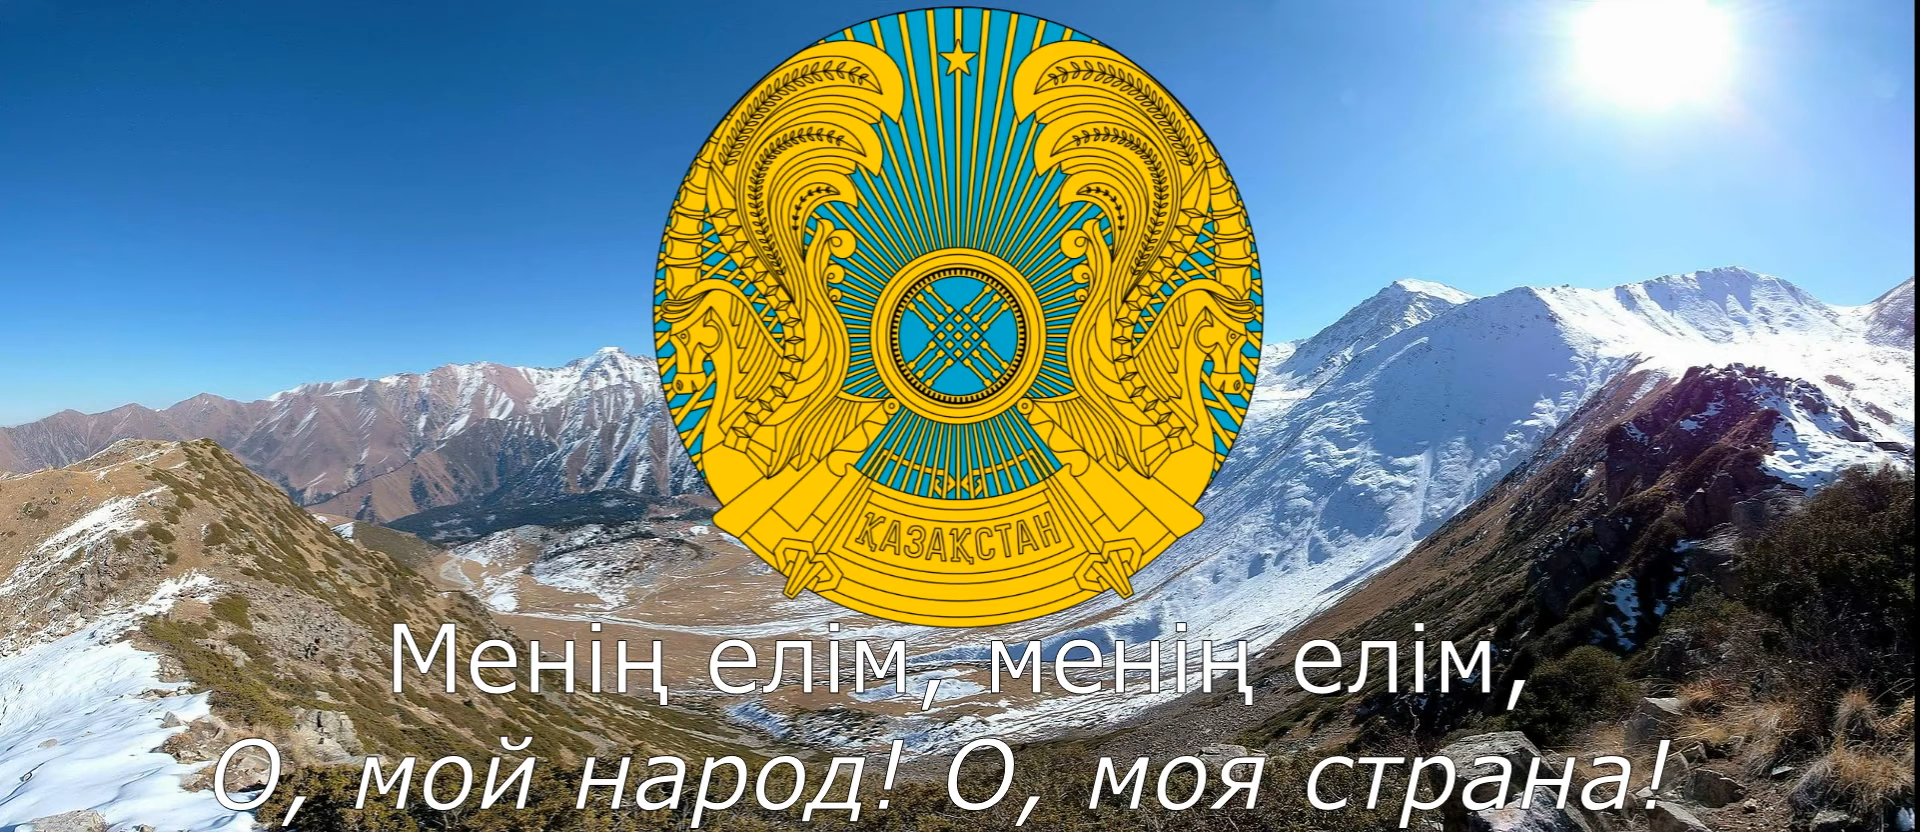 ҚАЗАҚСТАН
Менің елім, менің елім,
О, мой народ! О, моя страна!